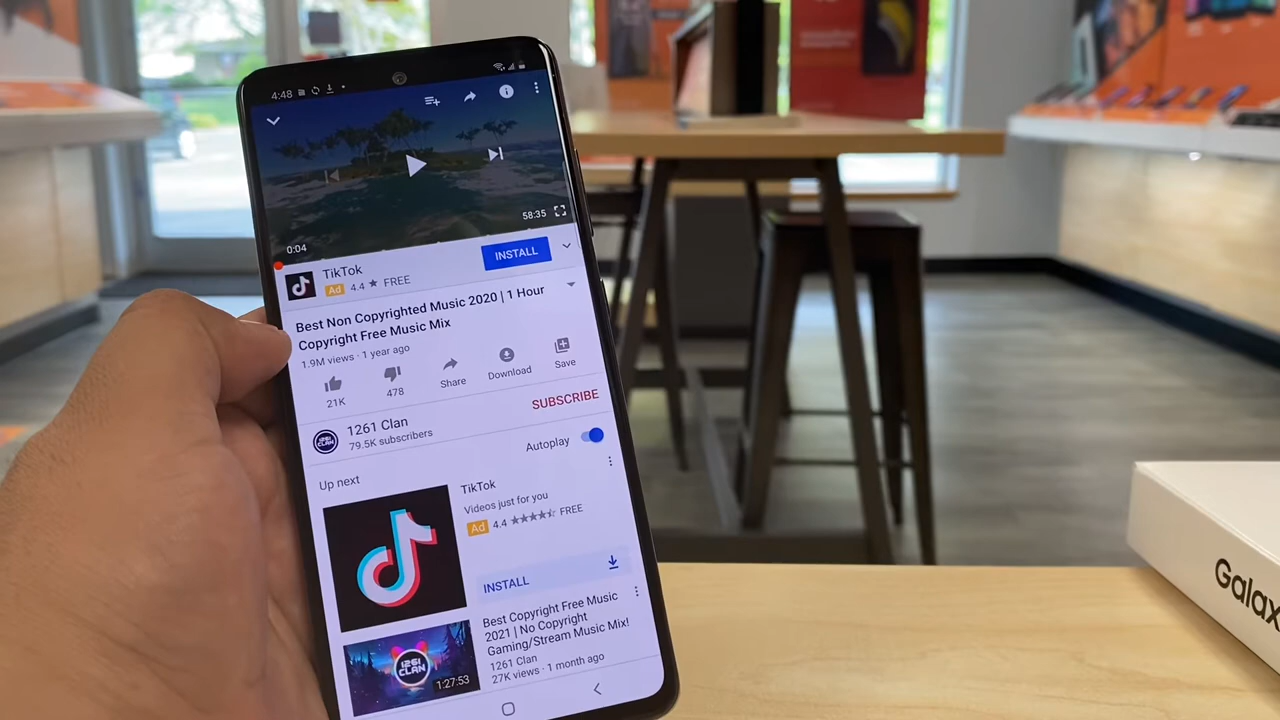 4:48
58:35
0:04
TikTok
Ad 4.4 ★ FREE
INSTALL
Best Non Copyrighted Music 2020 | 1 Hour
Copyright Free Music Mix
1.9M views · 1 year ago
21K
478
Share
Download
Save
1261 Clan
79.5K subscribers
SUBSCRIBE
Autoplay
Up next
TikTok
Videos just for you
Ad 4.4 FREE
INSTALL
1261
CLAN
1:27:53
Best Copyright Free Music
2021 | No Copyright
Gaming/Stream Music Mix!
1261 Clan
27K views · 1 month ago
Galax